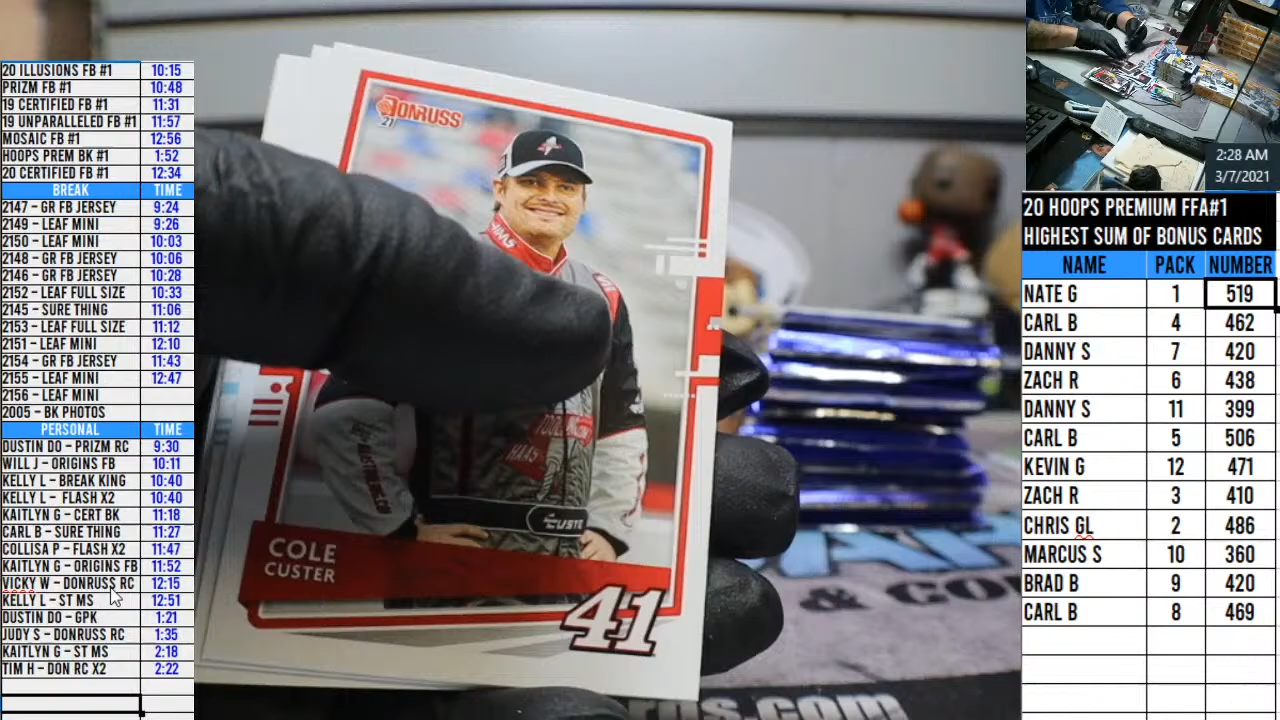 20 ILLUSIONS FB #1 10:15
PRIZM FB #1 10:48
19 CERTIFIED FB #1 11:31
19 UNPARALLELED FB #1 11:57
MOSAIC FB #1 12:56
HOOPS PREM BK #1 1:52
20 CERTIFIED FB #1 12:34
BREAK TIME
2147 - GR FB JERSEY 9:24
2149 - LEAF MINI 9:26
2150 - LEAF MINI 10:03
2148 - GR FB JERSEY 10:06
2146 - GR FB JERSEY 10:28
2152 - LEAF FULL SIZE 10:33
2145 - SURE THING 11:06
2153 - LEAF FULL SIZE 11:12
2151 - LEAF MINI 12:10
2154 - GR FB JERSEY 11:43
2155 - LEAF MINI 12:47
2156 - LEAF MINI
2005 - BK PHOTOS
PERSONAL TIME
DUSTIN DO - PRIZM RC 9:30
WILL J - ORIGINS FB 10:11
KELLY L - BREAK KING 10:40
KELLY L - FLASH X2 10:40
KAITLYN G - CERT BK 11:18
CARL B - SURE THING 11:27
COLLISA P - FLASH X2 11:47
KAITLYN G - ORIGINS FB 11:52
VICKY W - DONRUSS RC 12:15
KELLY L - ST MS 12:51
DUSTIN DO - GPK 1:21
JUDY S - DONRUSS RC 1:35
KAITLYN G - ST MS 2:18
TIM H - DON RC X2 2:22
DONRUSS
21
HAAS
HAAS
COLE
CUSTER
41
& CO
rns.com
2:28 AM
3/7/2021
20 HOOPS PREMIUM FFA#1
HIGHEST SUM OF BONUS CARDS
NAME PACK NUMBER
NATE G 1 519
CARL B 4 462
DANNY S 7 420
ZACH R 6 438
DANNY S 11 399
CARL B 5 506
KEVIN G 12 471
ZACH R 3 410
CHRIS GL 2 486
MARCUS S 10 360
BRAD B 9 420
CARL B 8 469